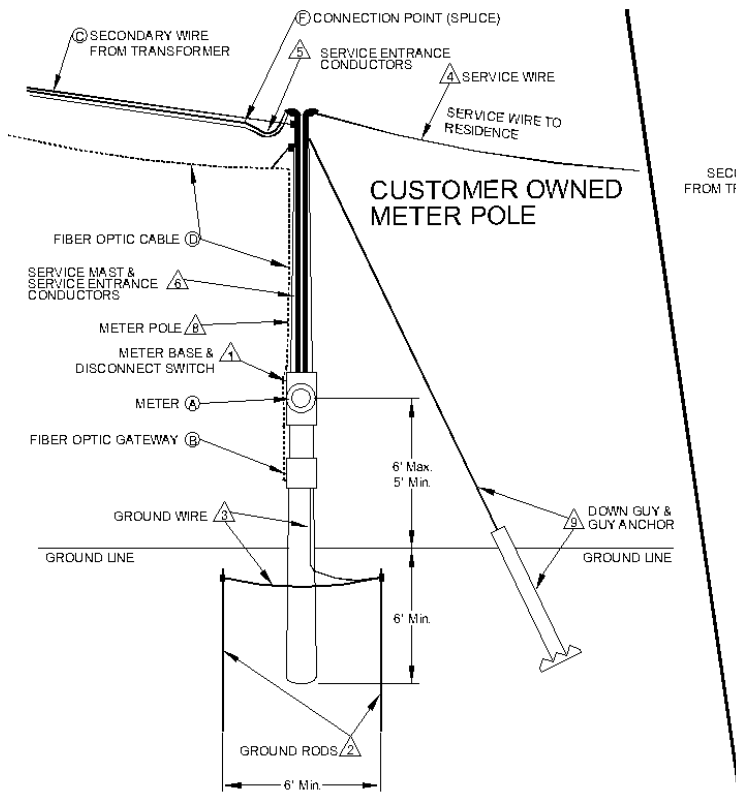 F CONNECTION POINT (SPLICE)
C SECONDARY WIRE
FROM TRANSFORMER
5 SERVICE ENTRANCE
CONDUCTORS
4 SERVICE WIRE
SERVICE WIRE TO
RESIDENCE
CUSTOMER OWNED
METER POLE
FIBER OPTIC CABLE D
SERVICE MAST &
SERVICE ENTRANCE 6
CONDUCTORS
METER POLE 8
METER BASE & 1
DISCONNECT SWITCH
METER A
FIBER OPTIC GATEWAY B
6' Max.
5' Min.
GROUND WIRE 3
9 DOWN GUY &
GUY ANCHOR
GROUND LINE
GROUND LINE
6' Min.
GROUND RODS 2
6' Min.
FROM